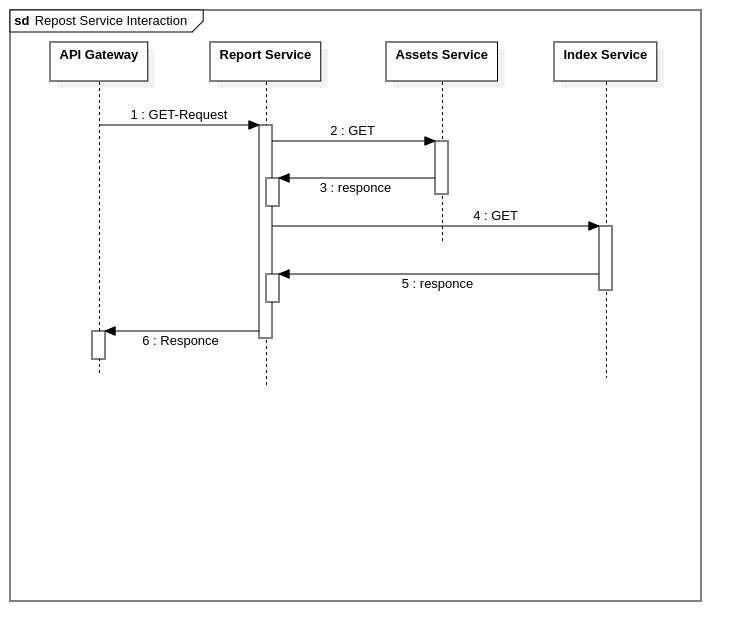 sd Repost Service Interaction
API Gateway
Report Service
Assets Service
Index Service
1 : GET-Request
2 : GET
3 : responce
4 : GET
5 : responce
6 : Responce